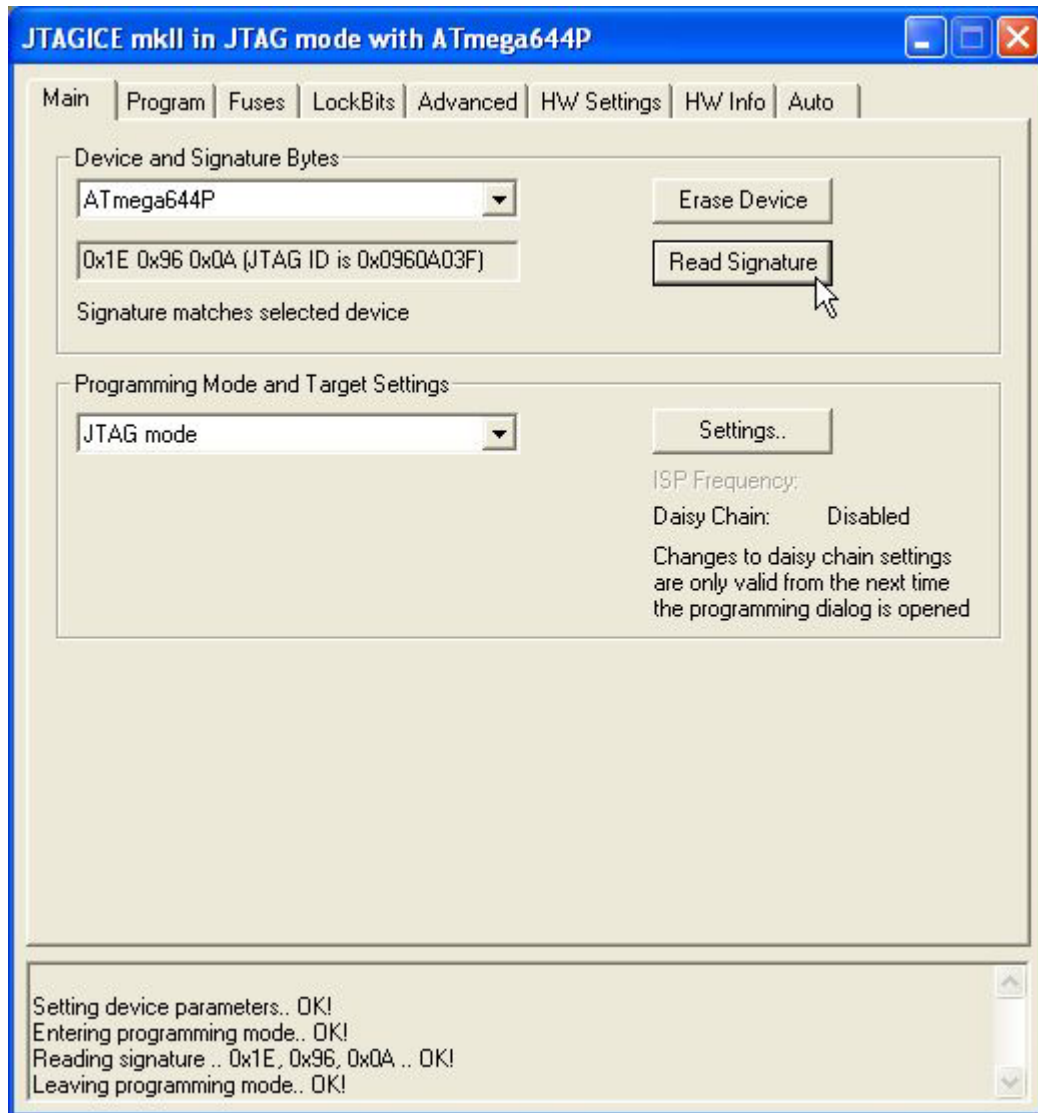 JTAGICE mkII in JTAG mode with ATmega644P
Main Program Fuses LockBits Advanced HW Settings HW Info Auto
Device and Signature Bytes
ATmega644P
Erase Device
0x1E 0x96 0x0A (JTAG ID is 0x0960A03F)
Read Signature
Signature matches selected device
Programming Mode and Target Settings
JTAG mode
Settings..
ISP Frequency:
Daisy Chain: Disabled
Changes to daisy chain settings
are only valid from the next time
the programming dialog is opened
Setting device parameters.. OK!
Entering programming mode.. OK!
Reading signature .. 0x1E, 0x96, 0x0A .. OK!
Leaving programming mode.. OK!